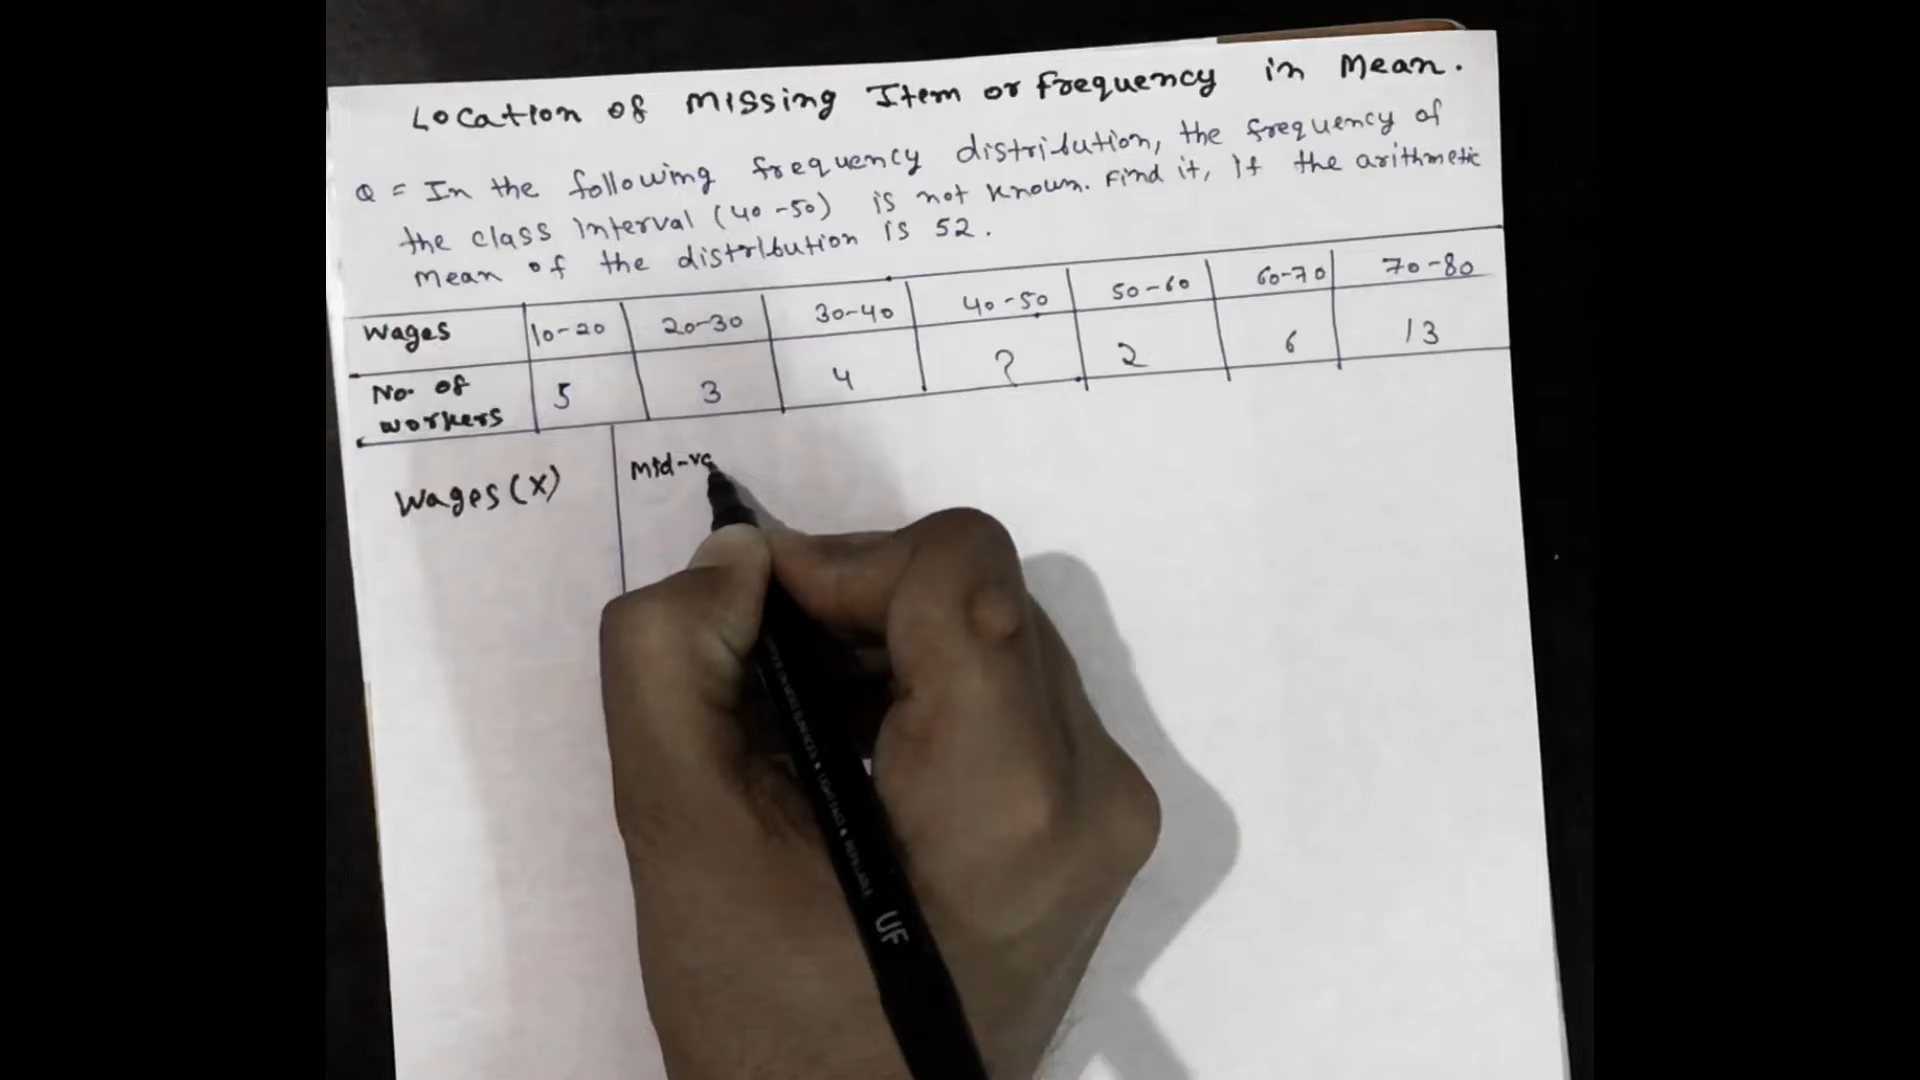 Location of Missing Item or Frequency in Mean.
Q = In the following frequency distribution, the frequency of
the class interval (40-50) is not known. Find it, if the arithmetic
mean of the distribution is 52.
Wages 10-20 20-30 30-40 40-50 50-60 60-70 70-80
No. of workers 5 3 4 ? 2 6 13
Wages (X) Mid-va
UF